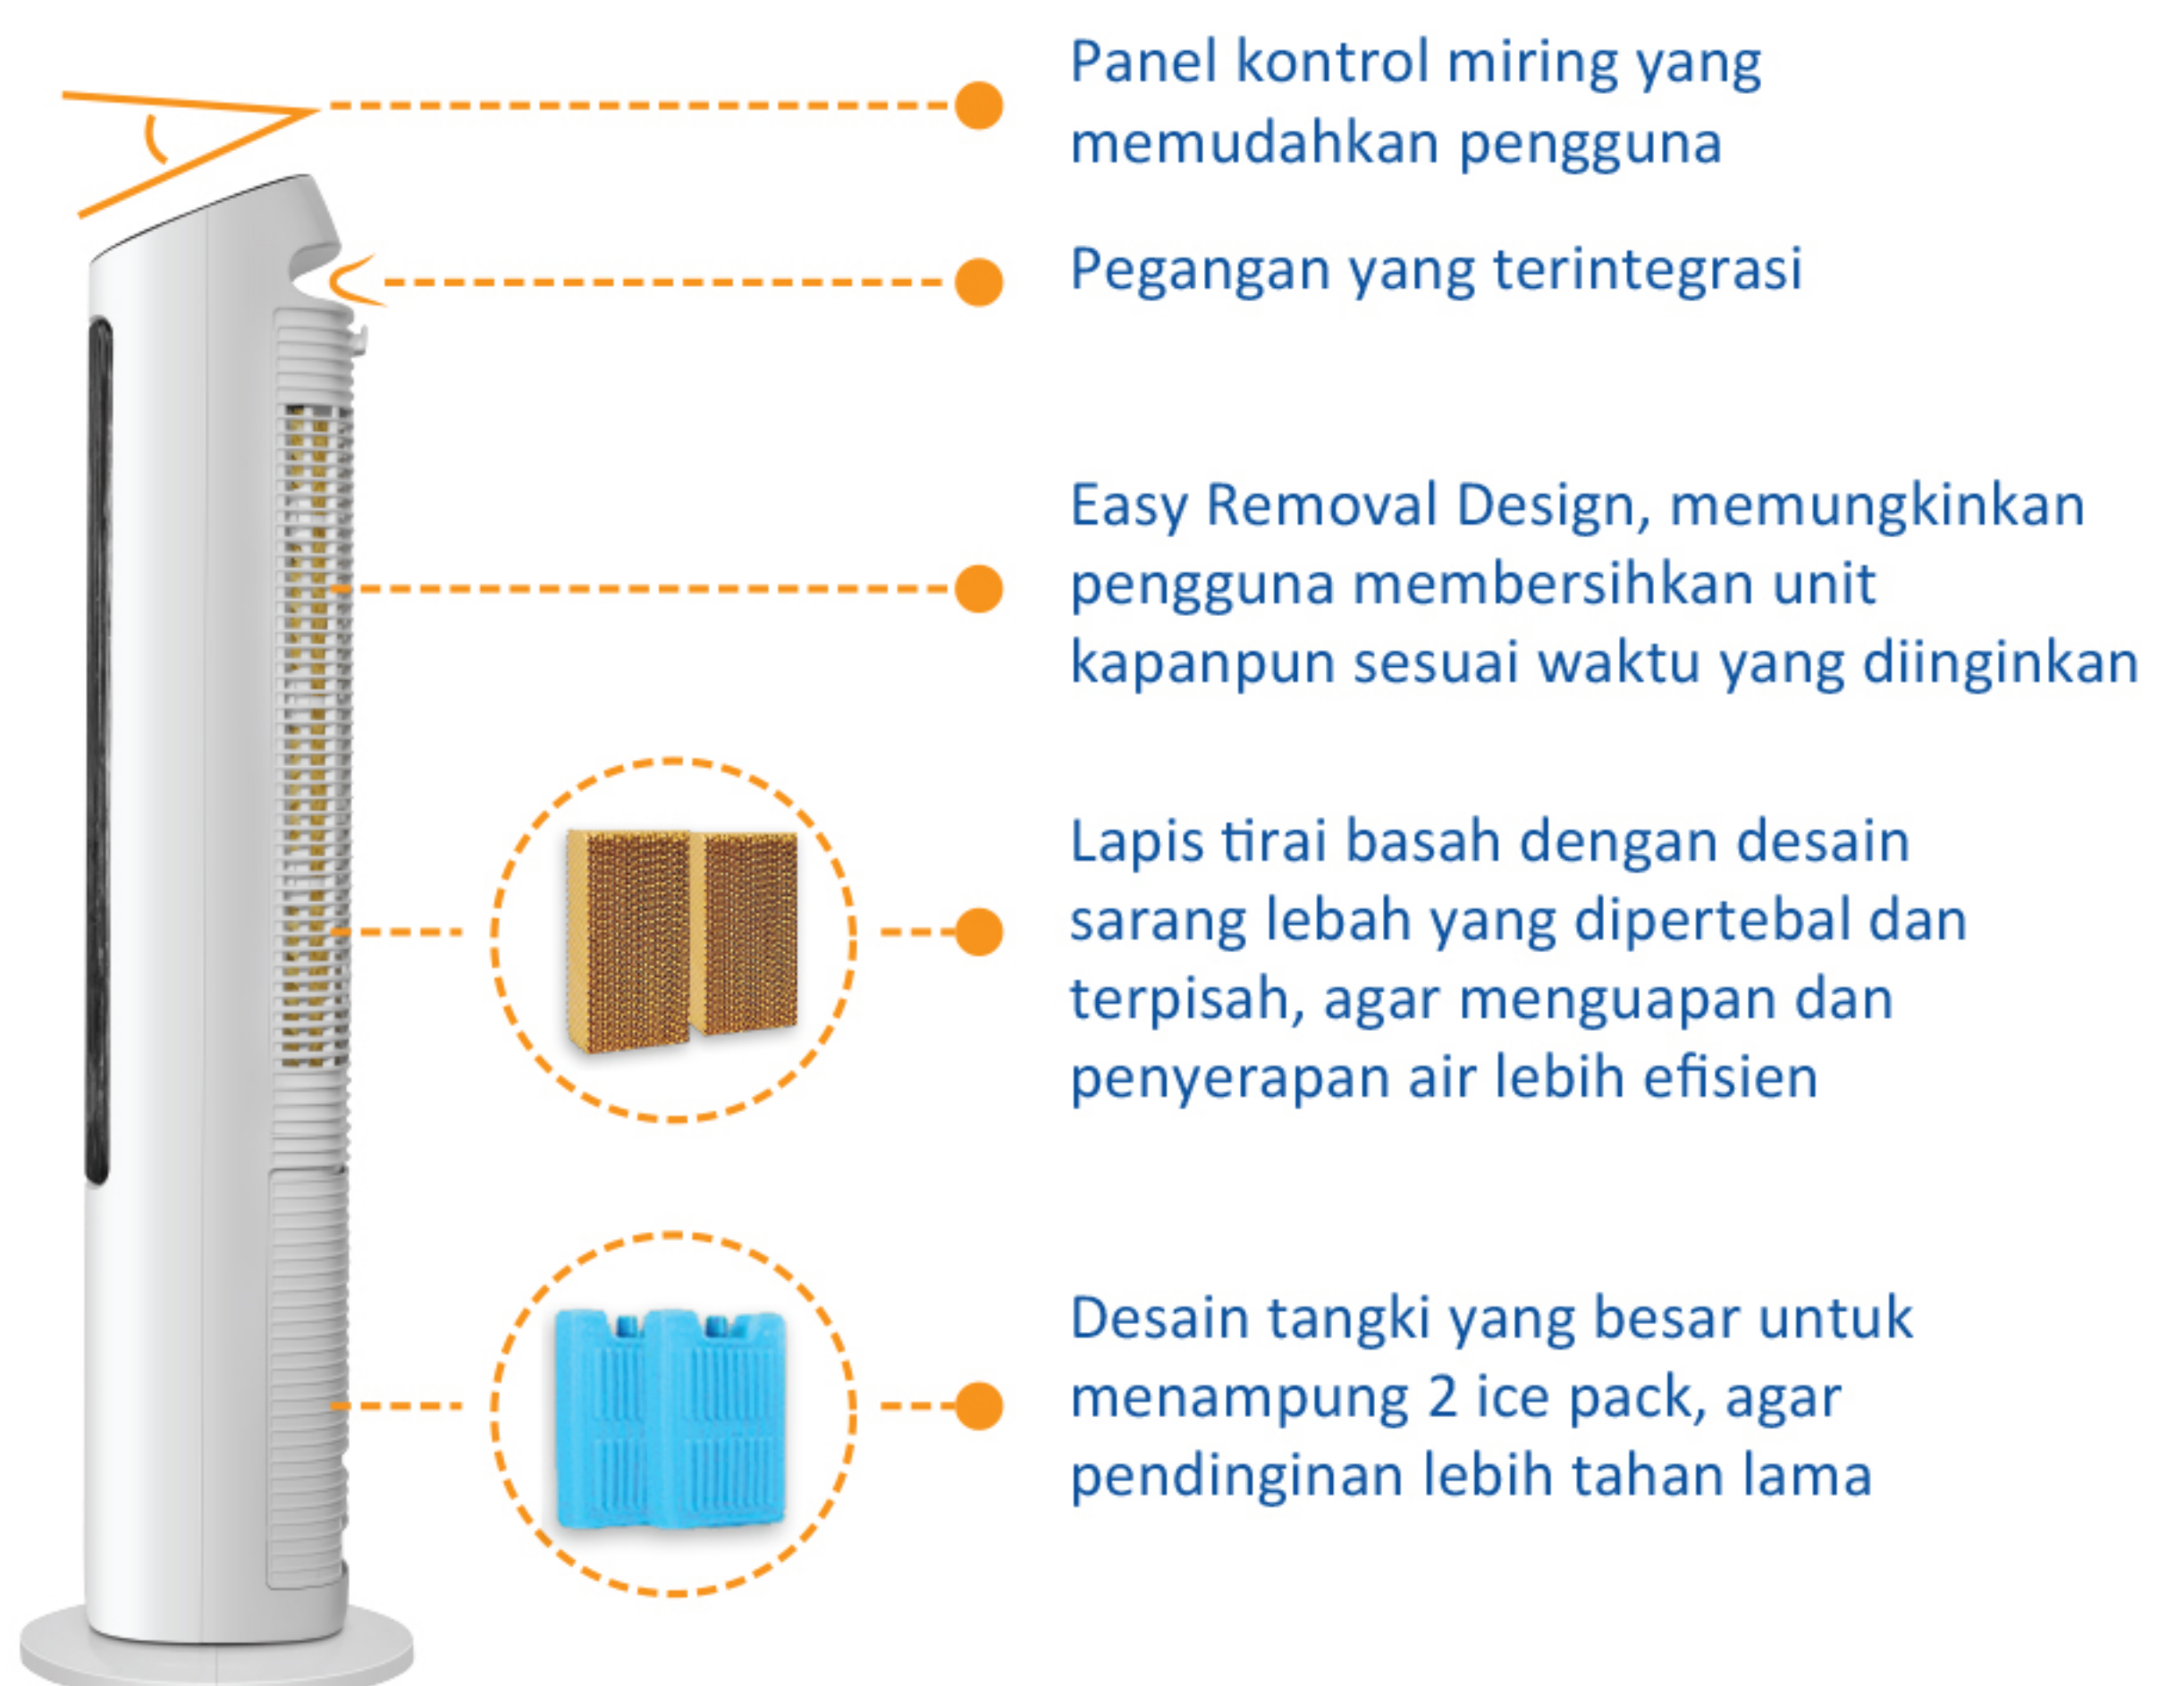 Panel kontrol miring yang
memudahkan pengguna
Pegangan yang terintegrasi
Easy Removal Design, memungkinkan
pengguna membersihkan unit
kapanpun sesuai waktu yang diinginkan
Lapis tirai basah dengan desain
sarang lebah yang dipertebal dan
terpisah, agar menguapan dan
penyerapan air lebih efisien
Desain tangki yang besar untuk
menampung 2 ice pack, agar
pendinginan lebih tahan lama